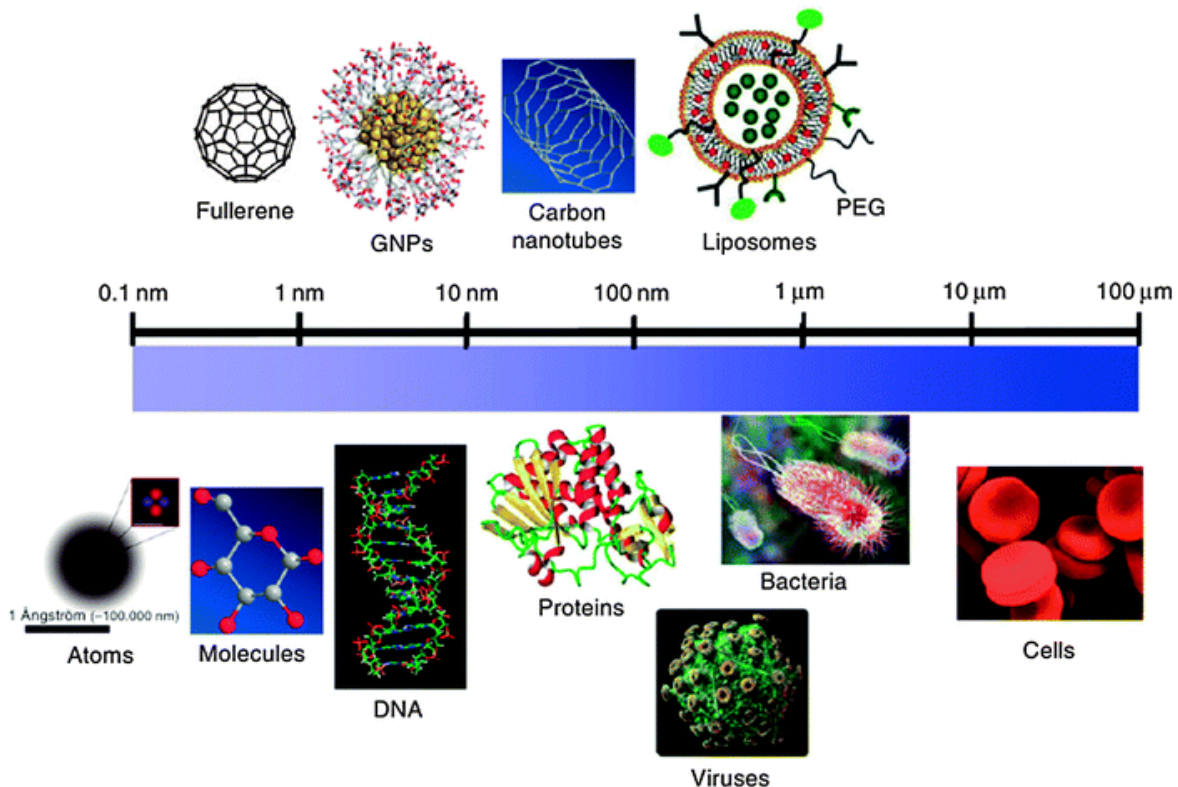 Fullerene
GNPs
Carbon
nanotubes
Liposomes
PEG
0.1 nm
1 nm
10 nm
100 nm
1 μm
10 μm
100 μm
1 Ångström (−100.000 nm)
Atoms
Molecules
DNA
Proteins
Bacteria
Viruses
Cells